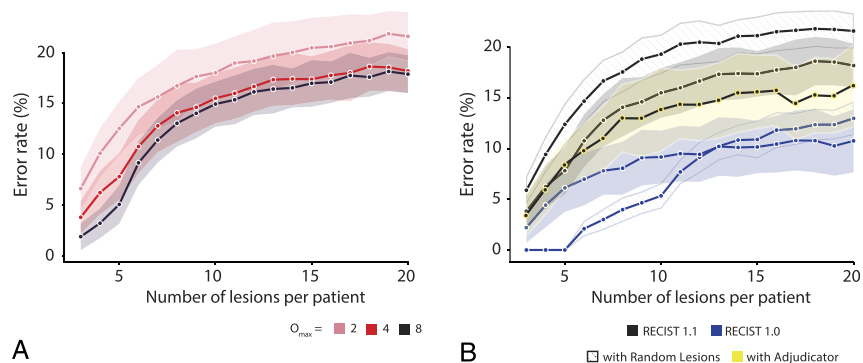 Error rate (%)
20
15
10
5
0
5
10
15
20
Number of lesions per patient
A
Omax = 2 4 8
Error rate (%)
20
15
10
5
0
5
10
15
20
Number of lesions per patient
B
RECIST 1.1 RECIST 1.0
with Random Lesions with Adjudicator